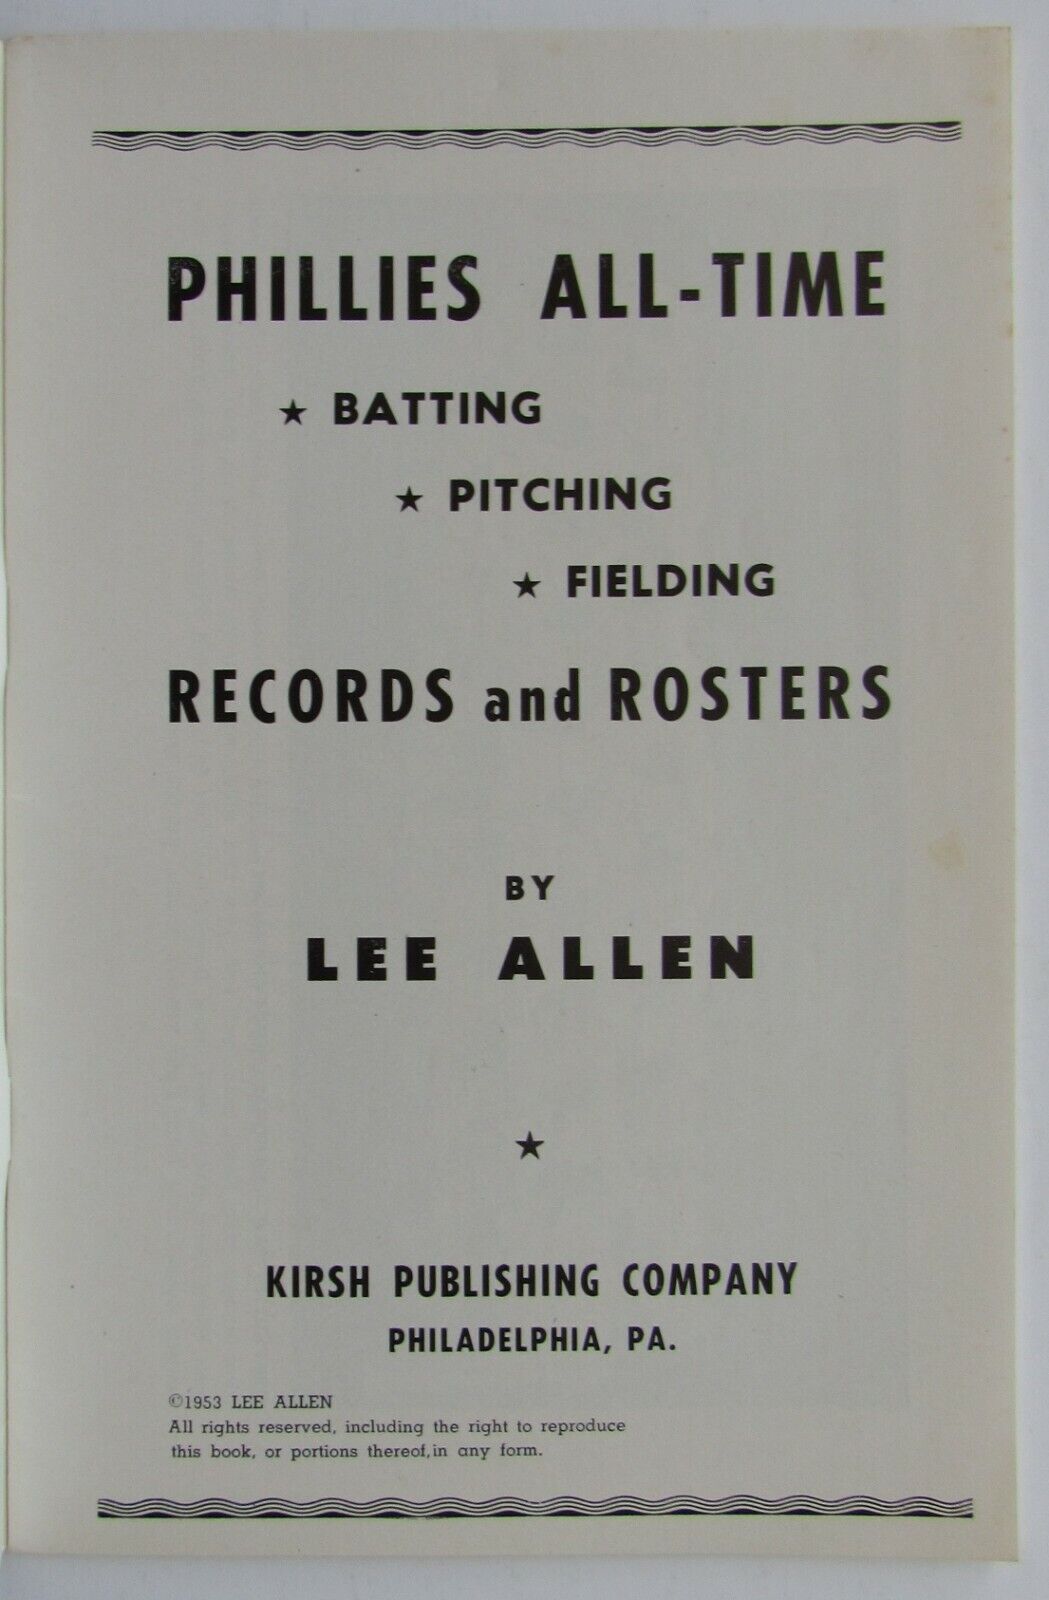 PHILLIES ALL-TIME
★ BATTING
★ PITCHING
★ FIELDING
RECORDS and ROSTERS
BY
LEE ALLEN
★
KIRSH PUBLISHING COMPANY
PHILADELPHIA, PA.
©1953 LEE ALLEN
All rights reserved, including the right to reproduce
this book, or portions thereof, in any form.